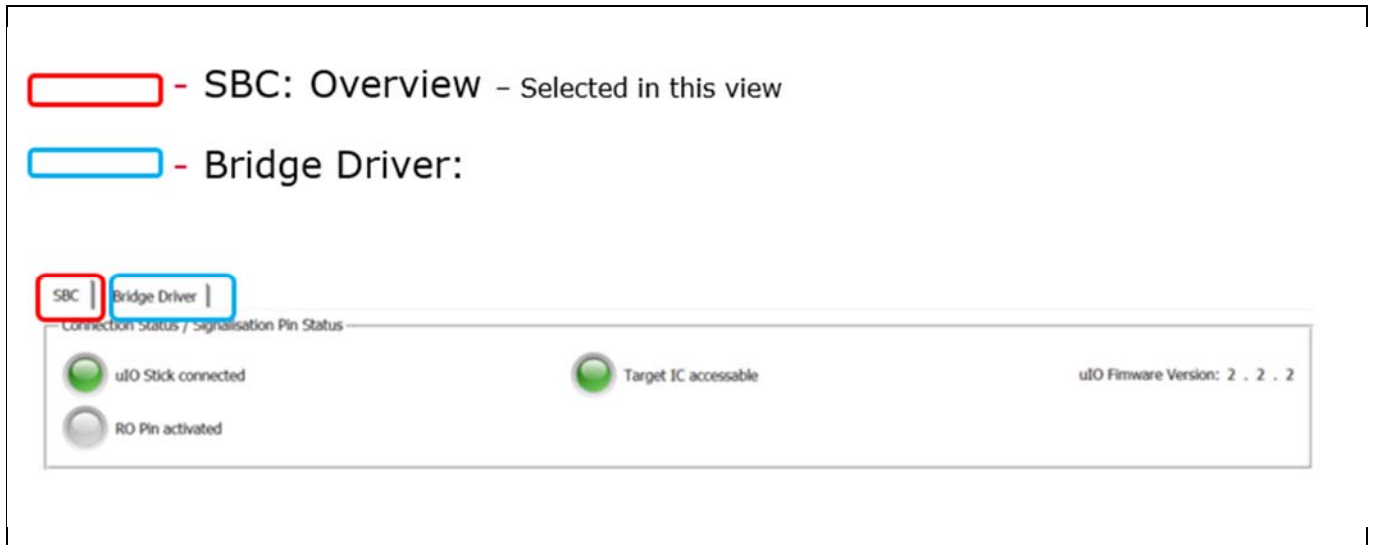 - SBC: Overview – Selected in this view
- Bridge Driver:
SBC | Bridge Driver |
Connection Status / Signalisation Pin Status
uIO Stick connected Target IC accessable uIO Fimware Version: 2 . 2 . 2
RO Pin activated